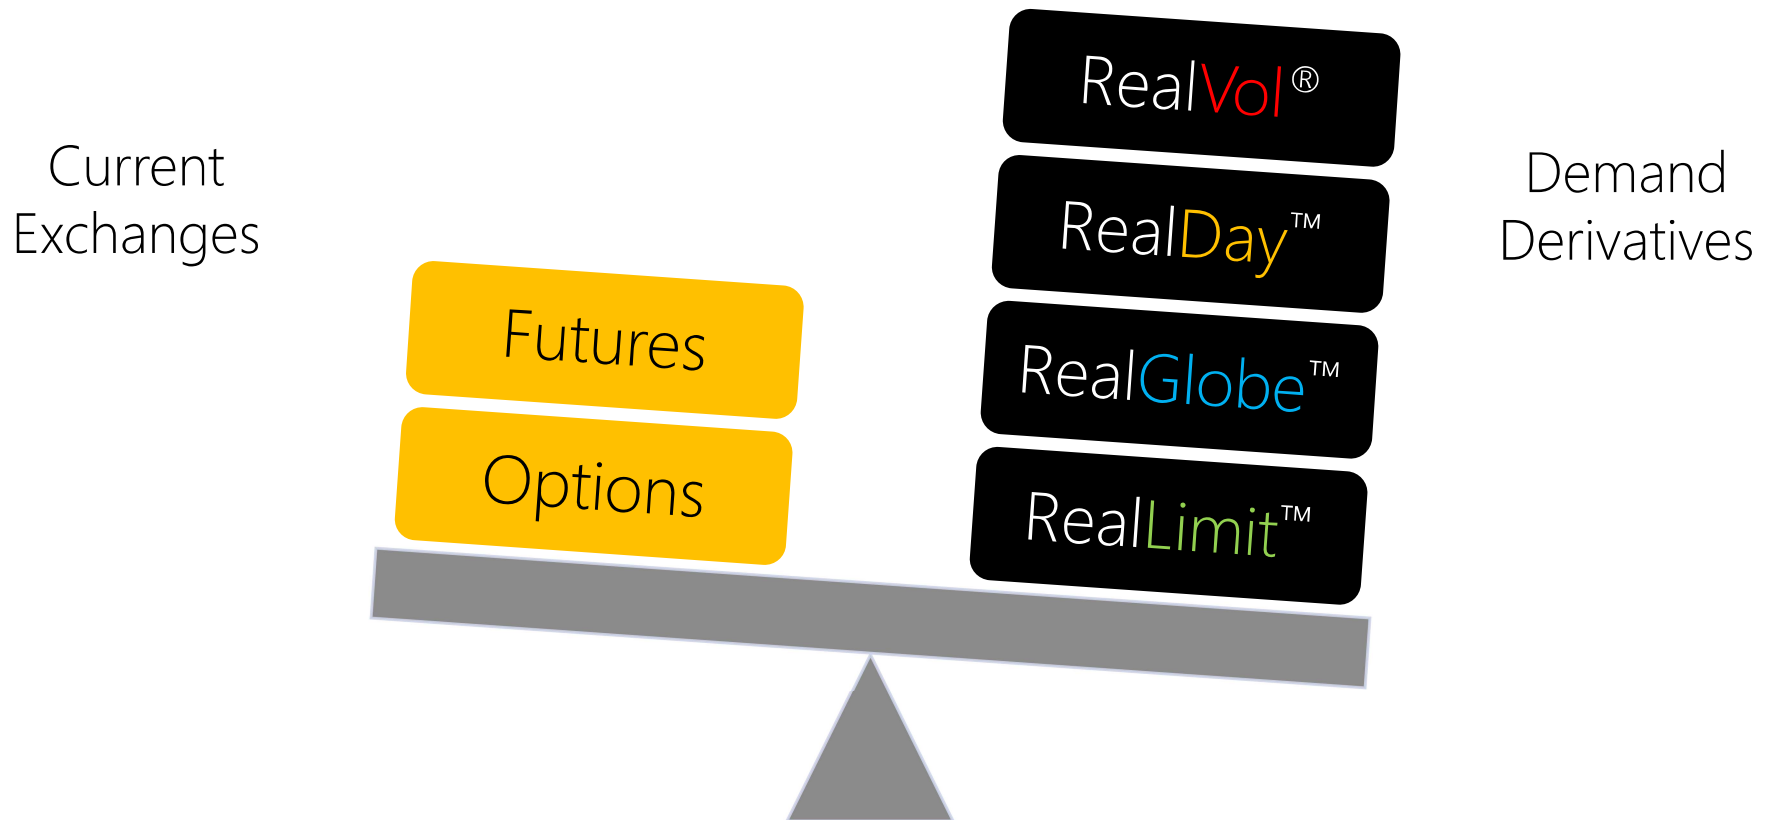 Current
Exchanges
Futures
Options
RealVol®
RealDay™
RealGlobe™
RealLimit™
Demand
Derivatives